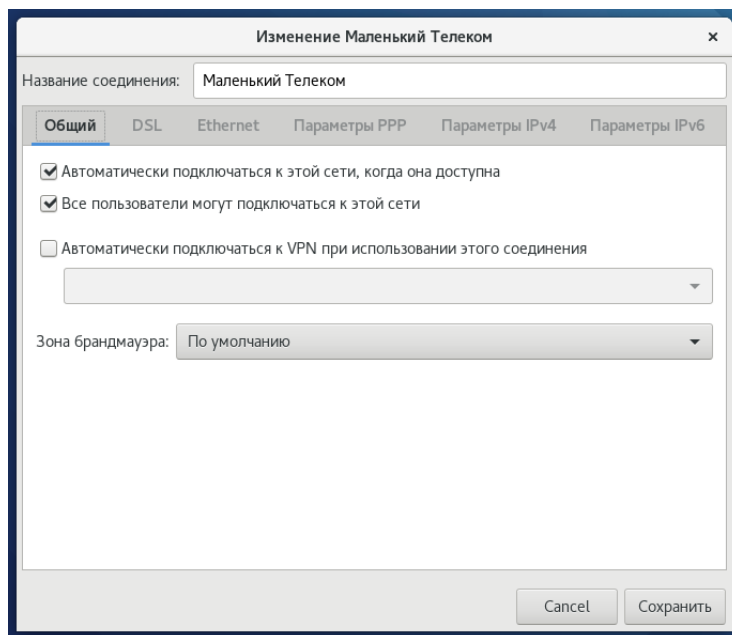 Изменение Маленький Телеком
Название соединения: Маленький Телеком
Общий DSL Ethernet Параметры PPP Параметры IPv4 Параметры IPv6
Автоматически подключаться к этой сети, когда она доступна
Все пользователи могут подключаться к этой сети
Автоматически подключаться к VPN при использовании этого соединения
Зона брандмауэра: По умолчанию
Cancel Сохранить